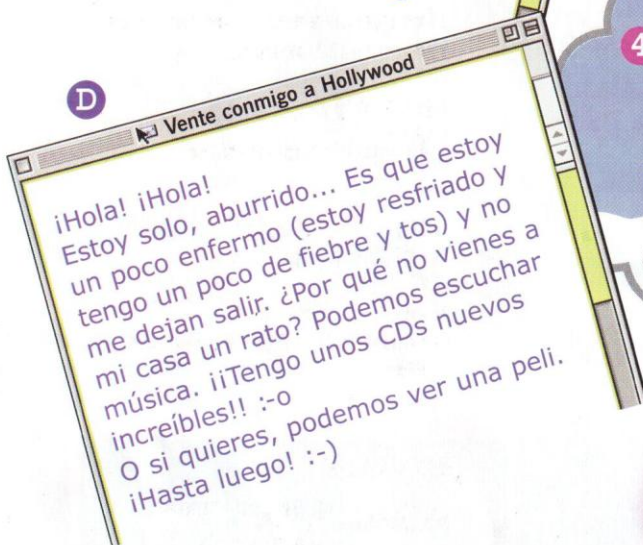 D
Vente conmigo a Hollywood
¡Hola! ¡Hola!
Estoy solo, aburrido... Es que estoy
un poco enfermo (estoy resfriado y
tengo un poco de fiebre y tos) y no
me dejan salir. ¿Por qué no vienes a
mi casa un rato? Podemos escuchar
música. ¡¡Tengo unos CDs nuevos
increíbles!! :-o
O si quieres, podemos ver una peli.
¡Hasta luego! :-)
4